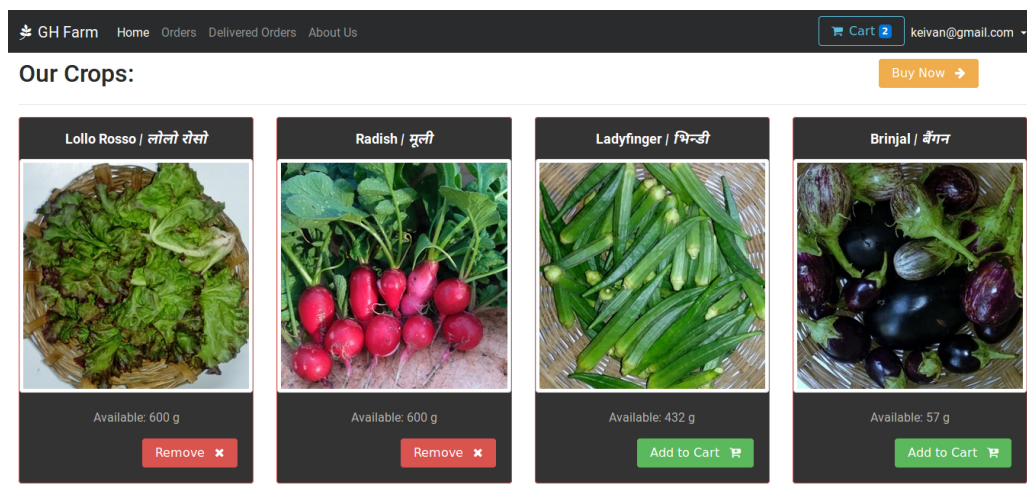 GH Farm Home Orders Delivered Orders About Us Cart 2 keivan@gmail.com
Our Crops: Buy Now
Lollo Rosso / लोलो रोसो
Available: 600 g
Remove
Radish / मूली
Available: 600 g
Remove
Ladyfinger / भिन्डी
Available: 432 g
Add to Cart
Brinjal / बैंगन
Available: 57 g
Add to Cart